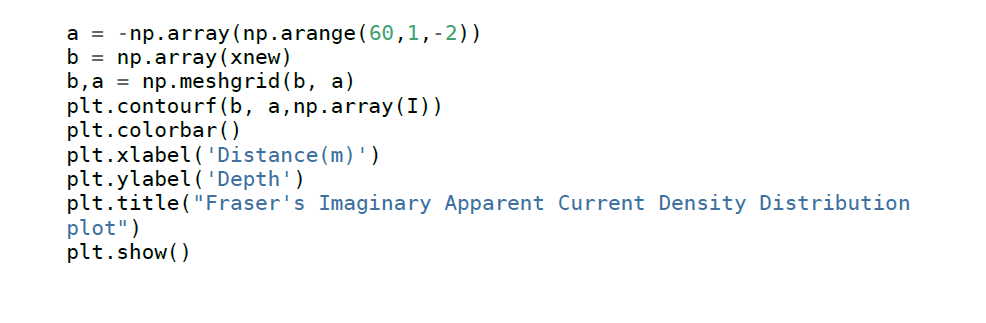 a = -np.array(np.arange(60,1,-2))
b = np.array(xnew)
b,a = np.meshgrid(b, a)
plt.contourf(b, a,np.array(I))
plt.colorbar()
plt.xlabel('Distance(m)')
plt.ylabel('Depth')
plt.title("Fraser's Imaginary Apparent Current Density Distribution
plot")
plt.show()